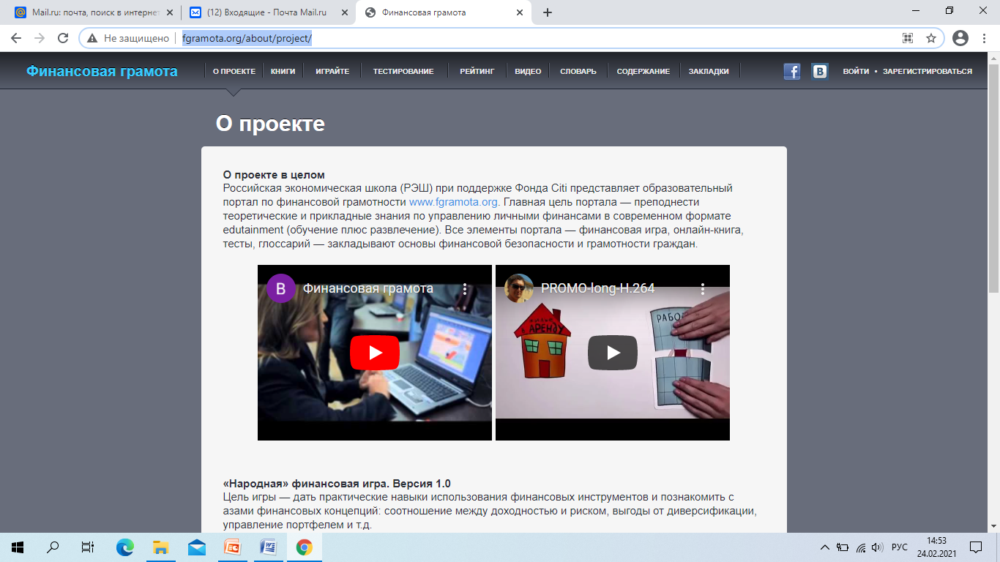 Mail.ru: почта, поиск в интернет
(12) Входящие - Почта Mail.ru
Финансовая грамота
Не защищено
fgramota.org/about/project/
Финансовая грамота
О ПРОЕКТЕ
КНИГИ
ИГРАЙТЕ
ТЕСТИРОВАНИЕ
РЕЙТИНГ
ВИДЕО
СЛОВАРЬ
СОДЕРЖАНИЕ
ЗАКЛАДКИ
ВОЙТИ • ЗАРЕГИСТРИРОВАТЬСЯ
О проекте
О проекте в целом
Российская экономическая школа (РЭШ) при поддержке Фонда Citi представляет образовательный
портал по финансовой грамотности www.fgramota.org. Главная цель портала — преподнести
теоретические и прикладные знания по управлению личными финансами в современном формате
edutainment (обучение плюс развлечение). Все элементы портала — финансовая игра, онлайн-книга,
тесты, глоссарий — закладывают основы финансовой безопасности и грамотности граждан.
В Финансовая грамота
PROMO-long-H.264
АРЕНДУ
«Народная» финансовая игра. Версия 1.0
Цель игры — дать практические навыки использования финансовых инструментов и познакомить с
азами финансовых концепций: соотношение между доходностью и риском, выгоды от диверсификации,
управление портфелем и т.д.
РУС
14:53
24.02.2021